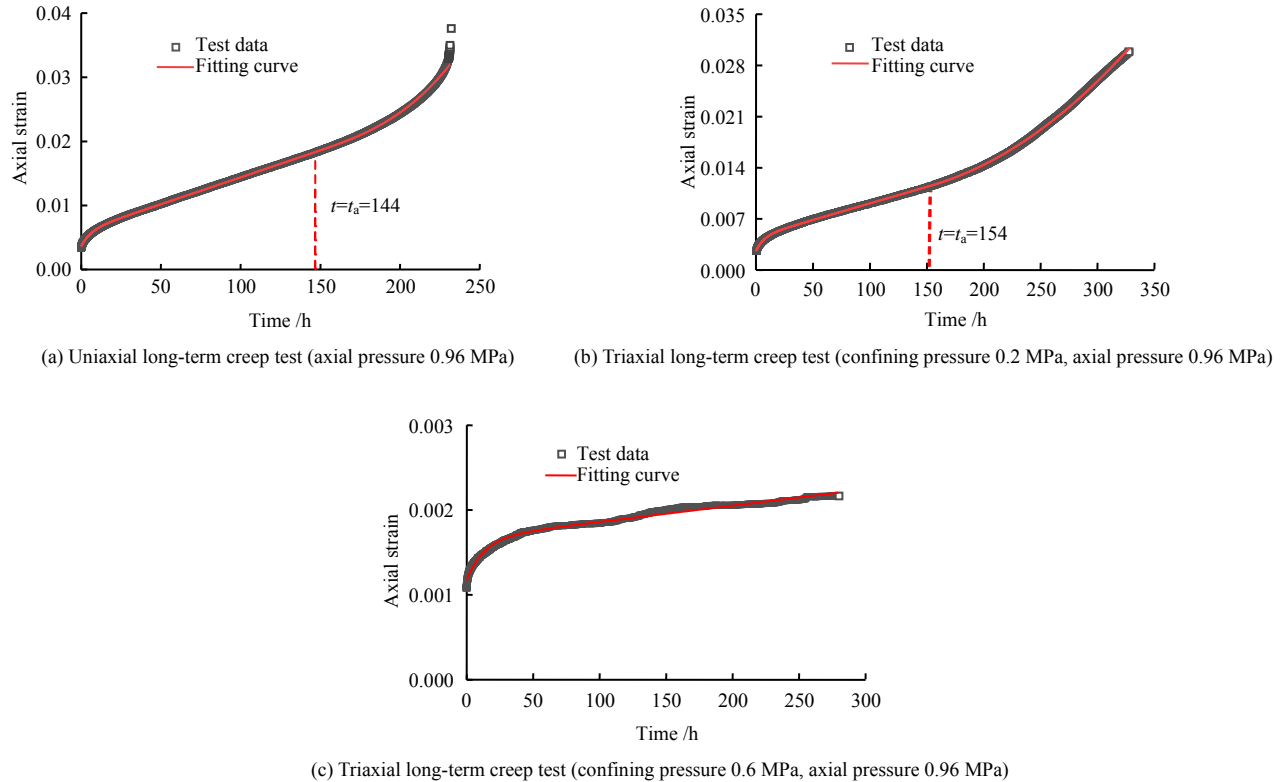 0.04
0.03
0.02
0.01
0.00
Axial strain
Test data
Fitting curve
t=ta=144
0 50 100 150 200 250
Time /h
(a) Uniaxial long-term creep test (axial pressure 0.96 MPa)
0.035
0.028
0.021
0.014
0.007
0.000
Axial strain
Test data
Fitting curve
t=ta=154
0 50 100 150 200 250 300 350
Time /h
(b) Triaxial long-term creep test (confining pressure 0.2 MPa, axial pressure 0.96 MPa)
0.003
0.002
0.001
0.000
Axial strain
Test data
Fitting curve
0 50 100 150 200 250 300
Time /h
(c) Triaxial long-term creep test (confining pressure 0.6 MPa, axial pressure 0.96 MPa)